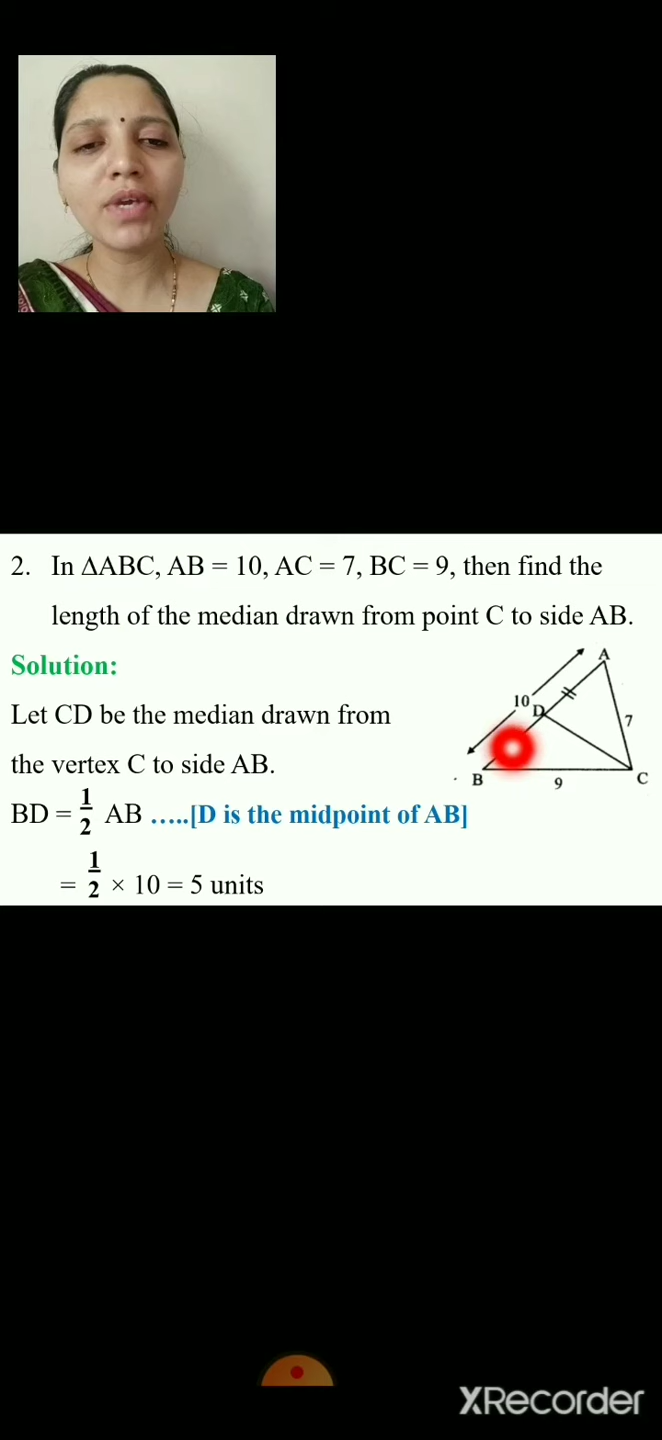 2. In ΔABC, AB = 10, AC = 7, BC = 9, then find the
length of the median drawn from point C to side AB.
Solution:
Let CD be the median drawn from
the vertex C to side AB.
BD = 1/2 AB …..[D is the midpoint of AB]
= 1/2 × 10 = 5 units
A
10
D
7
B
9
C
XRecorder